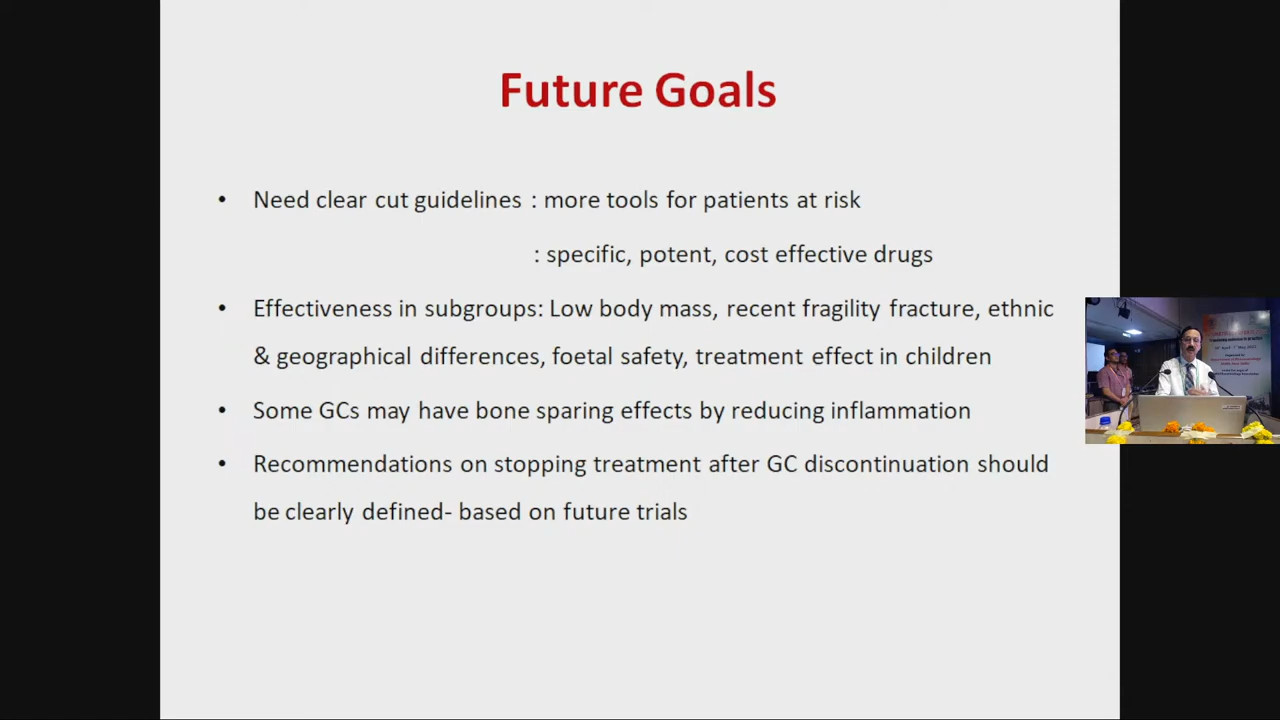 Future Goals
• Need clear cut guidelines : more tools for patients at risk
: specific, potent, cost effective drugs
• Effectiveness in subgroups: Low body mass, recent fragility fracture, ethnic
& geographical differences, foetal safety, treatment effect in children
• Some GCs may have bone sparing effects by reducing inflammation
• Recommendations on stopping treatment after GC discontinuation should
be clearly defined- based on future trials